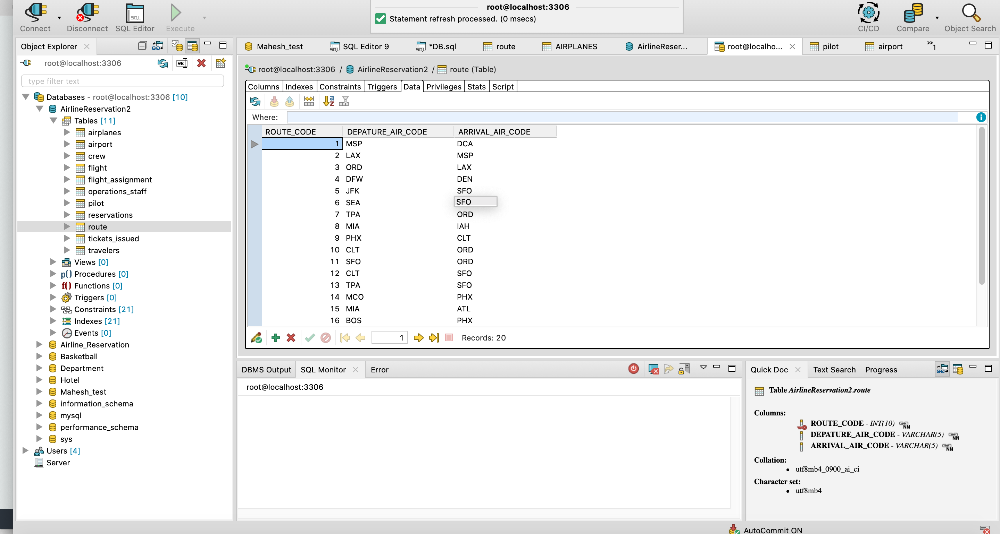 root@localhost:3306
Statement refresh processed. (0 msecs)
Connect
Disconnect
SQL
SQL Editor
Execute
CI/CD
Compare
Object Search
Object Explorer
root@localhost:3306
type filter text
Databases - root@localhost:3306 [10]
AirlineReservation2
Tables [11]
airplanes
airport
crew
flight
flight_assignment
operations_staff
pilot
reservations
route
tickets_issued
travelers
Views [0]
p() Procedures [0]
f() Functions [0]
Triggers [0]
Constraints [21]
Indexes [21]
Events [0]
Airline_Reservation
Basketball
Department
Hotel
Mahesh_test
information_schema
mysql
performance_schema
sys
Users [4]
Server
Mahesh_test SQL Editor 9 *DB.sql route AIRPLANES AirlineReser... root@localho... pilot airport »1
root@localhost:3306 / AirlineReservation2 / route (Table)
Columns Indexes Constraints Triggers Data Privileges Stats Script
Where:
ROUTE_CODE DEPATURE_AIR_CODE ARRIVAL_AIR_CODE
1 MSP DCA
2 LAX MSP
3 ORD LAX
4 DFW DEN
5 JFK SFO
6 SEA SFO
7 TPA ORD
8 MIA IAH
9 PHX CLT
10 CLT ORD
11 SFO ORD
12 CLT SFO
13 TPA SFO
14 MCO PHX
15 MIA ATL
16 BOS PHX
1 Records: 20
DBMS Output SQL Monitor Error
root@localhost:3306
Quick Doc Text Search Progress
Table AirlineReservation2.route
Columns:
ROUTE_CODE - INT(10) NN
DEPATURE_AIR_CODE - VARCHAR(5) NN
ARRIVAL_AIR_CODE - VARCHAR(5) NN
Collation:
• utf8mb4_0900_ai_ci
Character set:
• utf8mb4
AutoCommit ON